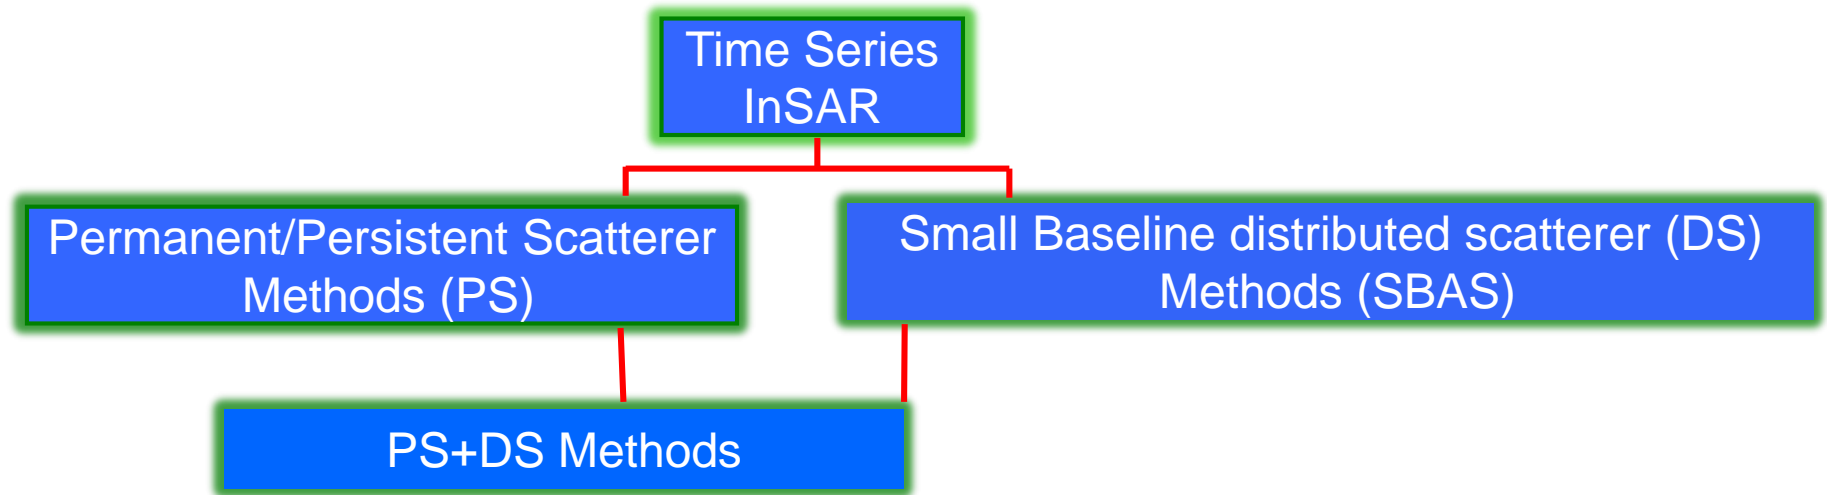 Time Series
InSAR
Permanent/Persistent Scatterer
Methods (PS)
Small Baseline distributed scatterer (DS)
Methods (SBAS)
PS+DS Methods